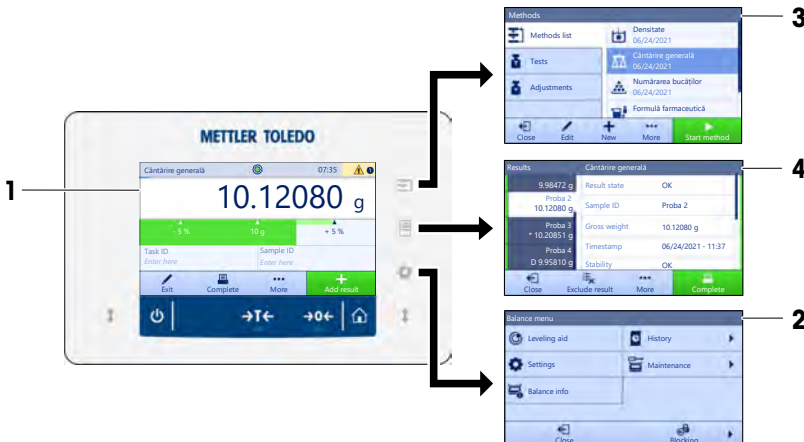 1
METTLER TOLEDO
Cântărire generală 07:35
10.12080 g
- 5 % 10 g + 5 %
Task ID Sample ID
Enter here Enter here
Exit Complete More Add result
→T← →0←
3
Methods
Methods list
Tests
Adjustments
Densitate
06/24/2021
Cântărire generală
06/24/2021
Numărarea bucăților
06/24/2021
Formulă farmaceutică
Close Edit New More Start method
4
Results Cântărire generală
9.98472 g
Proba 2
10.12080 g
Proba 3
* 10.20851 g
Proba 4
D 9.95810 g
Result state OK
Sample ID Proba 2
Gross weight 10.12080 g
Timestamp 06/24/2021 - 11:37
Stability OK
Close Exclude result More Complete
2
Balance menu
Leveling aid History
Settings Maintenance
Balance info
Close Blocking